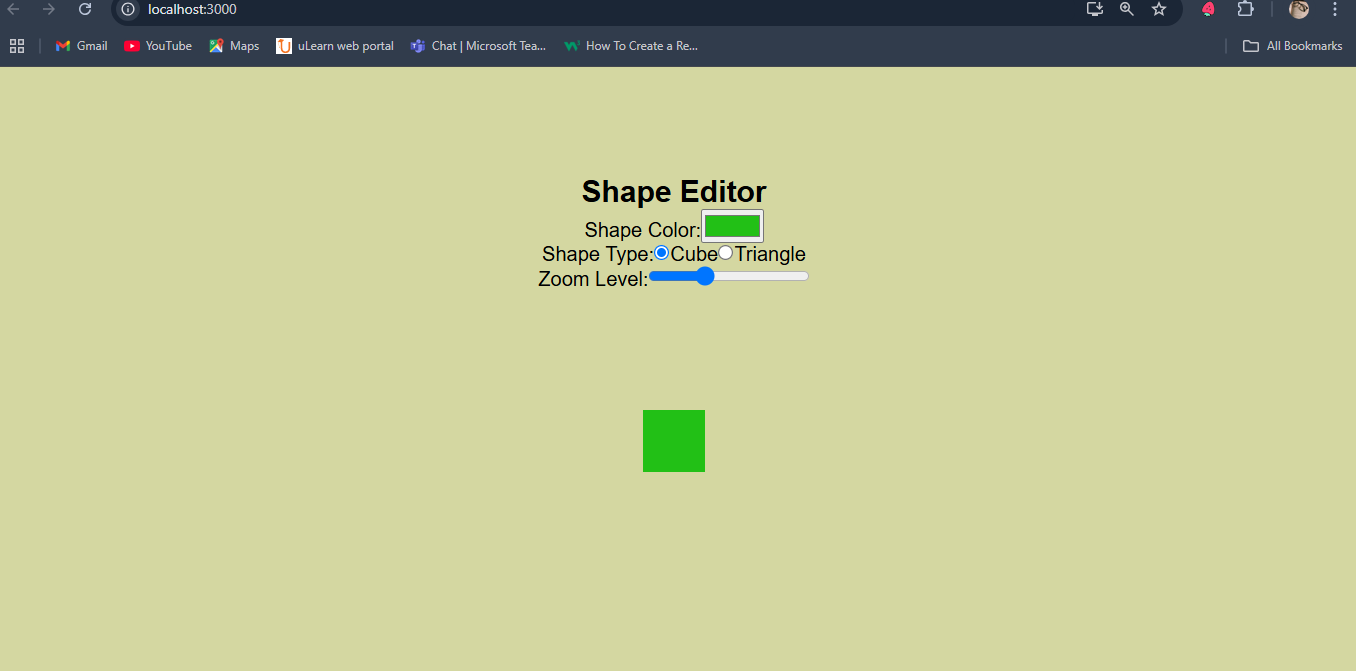 localhost:3000
Gmail YouTube Maps uLearn web portal Chat | Microsoft Tea... How To Create a Re... All Bookmarks
Shape Editor
Shape Color:
Shape Type: Cube Triangle
Zoom Level: